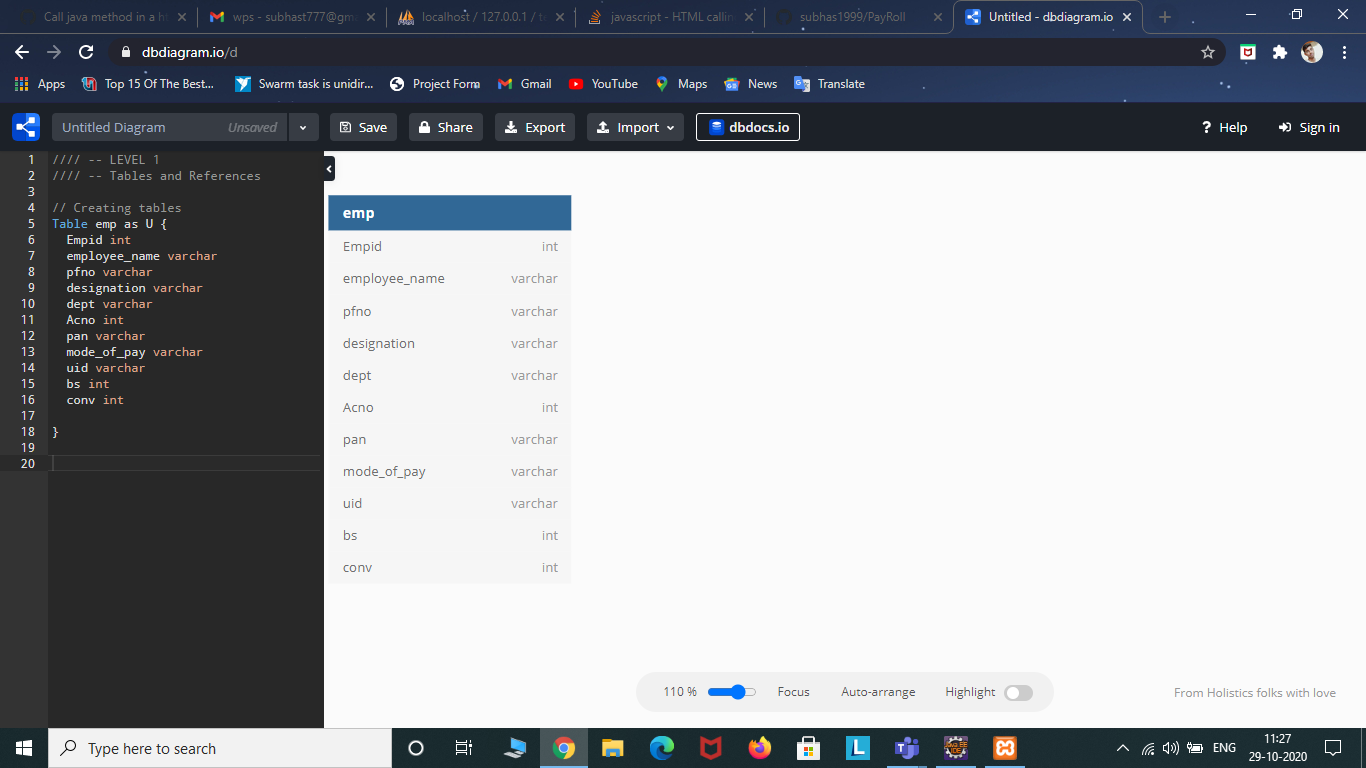 Call java method in a ht
wps - subhast777@gma
localhost / 127.0.0.1 / t
javascript - HTML callin
subhas1999/PayRoll
Untitled - dbdiagram.io
dbdiagram.io/d
Apps
Top 15 Of The Best...
Swarm task is unidir...
Project Form
Gmail
YouTube
Maps
News
Translate
Untitled Diagram
Unsaved
Save
Share
Export
Import
dbdocs.io
? Help
Sign in
1 //// -- LEVEL 1
2 //// -- Tables and References
3
4 // Creating tables
5 Table emp as U {
6 Empid int
7 employee_name varchar
8 pfno varchar
9 designation varchar
10 dept varchar
11 Acno int
12 pan varchar
13 mode_of_pay varchar
14 uid varchar
15 bs int
16 conv int
17
18 }
19
20
emp
Empid int
employee_name varchar
pfno varchar
designation varchar
dept varchar
Acno int
pan varchar
mode_of_pay varchar
uid varchar
bs int
conv int
110 %
Focus
Auto-arrange
Highlight
From Holistics folks with love
Type here to search
L
ENG
11:27
29-10-2020